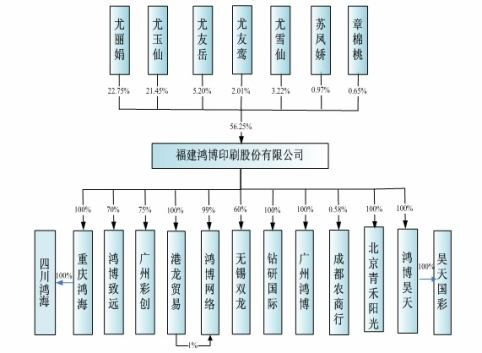 尤丽娟
尤玉仙
尤友岳
尤友鸾
尤雪仙
苏凤娇
章棉桃
22.75%
21.45%
5.20%
2.01%
3.22%
0.97%
0.65%
56.25%
福建鸿博印刷股份有限公司
100%
70%
75%
100%
99%
60%
100%
100%
0.58%
100%
100%
四川鸿海
100%
重庆鸿海
鸿博致远
广州彩创
港龙贸易
鸿博网络
无锡双龙
钻研国际
广州鸿博
成都农商行
北京青禾阳光
鸿博昊天
100%
昊天国彩
1%